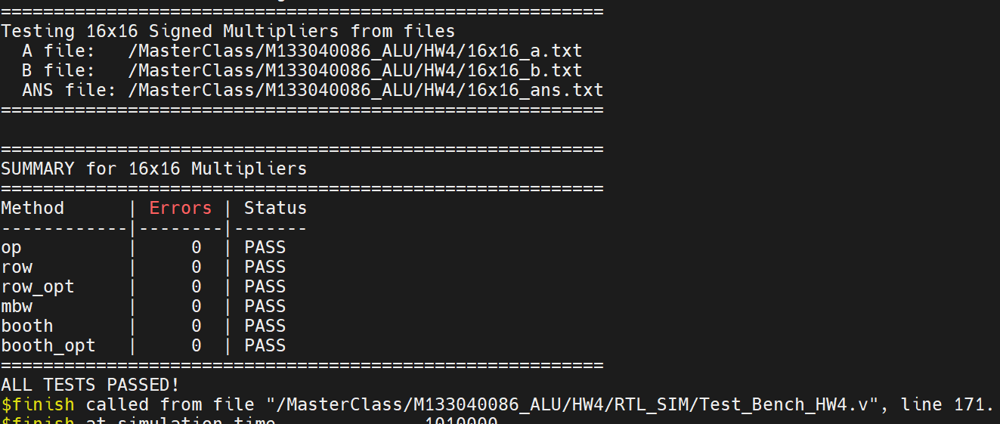 =========================================================
Testing 16x16 Signed Multipliers from files
  A file:   /MasterClass/M133040086_ALU/HW4/16x16_a.txt
  B file:   /MasterClass/M133040086_ALU/HW4/16x16_b.txt
  ANS file: /MasterClass/M133040086_ALU/HW4/16x16_ans.txt
=========================================================
=========================================================
SUMMARY for 16x16 Multipliers
=========================================================
Method      | Errors | Status
------------|--------|-------
op          |     0  | PASS
row         |     0  | PASS
row_opt     |     0  | PASS
mbw         |     0  | PASS
booth       |     0  | PASS
booth_opt   |     0  | PASS
=========================================================
ALL TESTS PASSED!
$finish called from file "/MasterClass/M133040086_ALU/HW4/RTL_SIM/Test_Bench_HW4.v", line 171.
$finish at simulation time              1010000